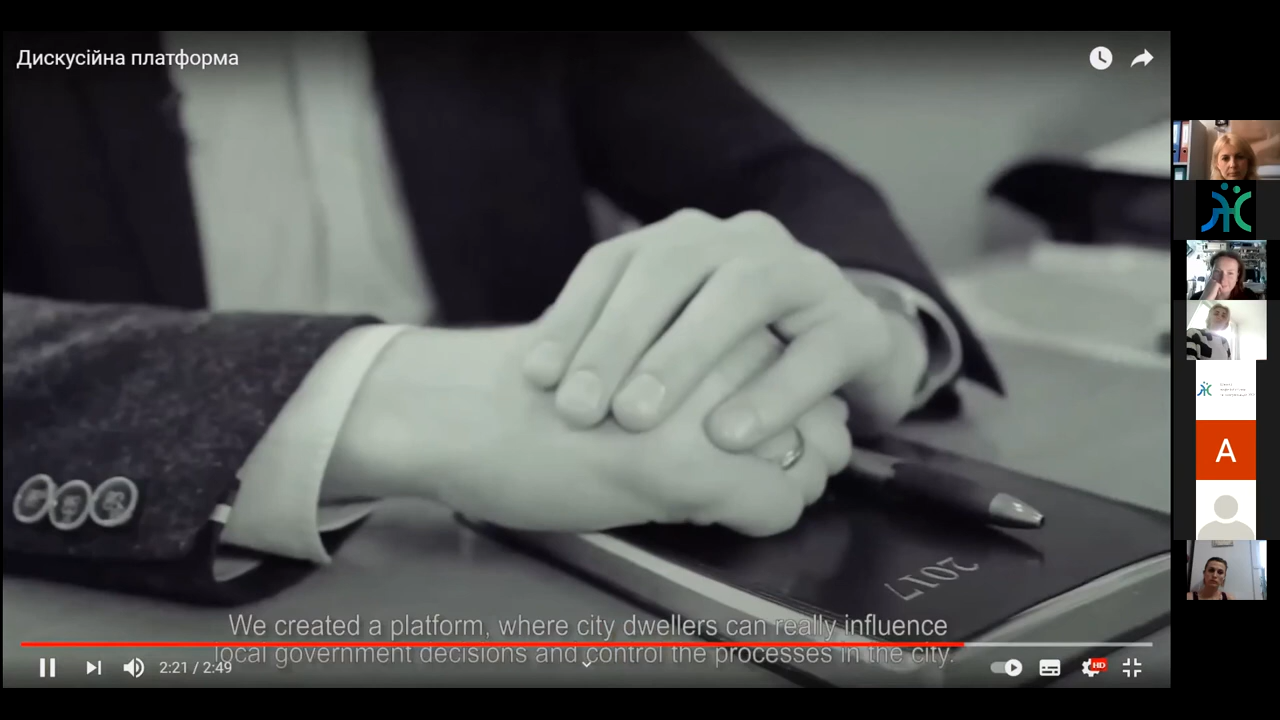 Дискусійна платформа
We created a platform, where city dwellers can really influence
local government decisions and control the processes in the city.
2:21 / 2:49
HD
2017
A